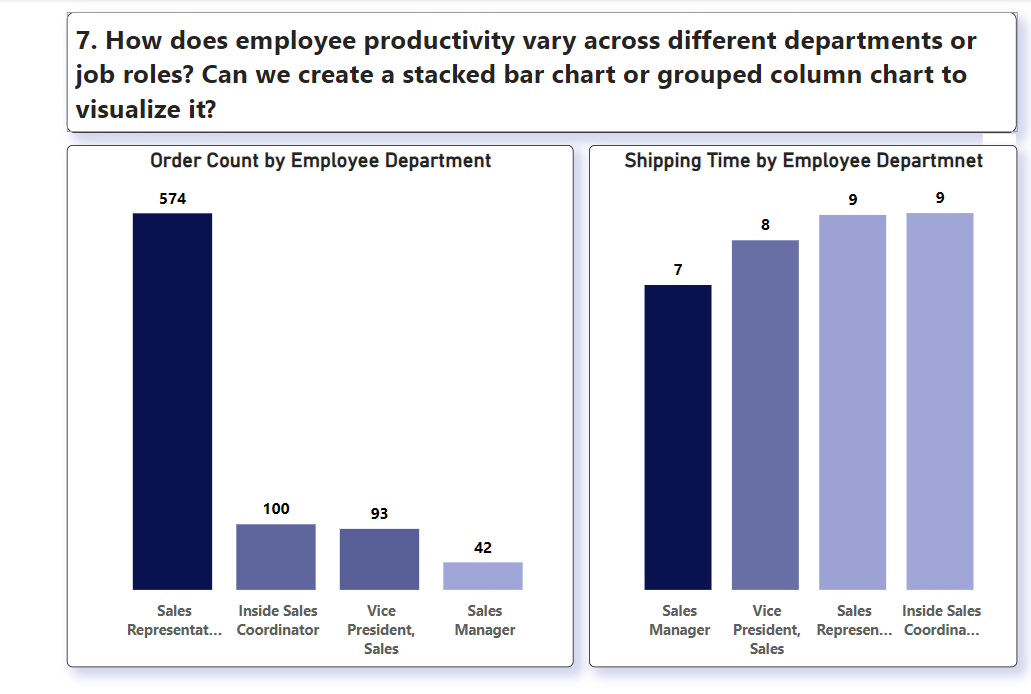 7. How does employee productivity vary across different departments or
job roles? Can we create a stacked bar chart or grouped column chart to
visualize it?
Order Count by Employee Department
574
100
93
42
Sales
Representat...
Inside Sales
Coordinator
Vice
President,
Sales
Sales
Manager
Shipping Time by Employee Departmnet
7
8
9
9
Sales
Manager
Vice
President,
Sales
Sales
Represen...
Inside Sales
Coordina...